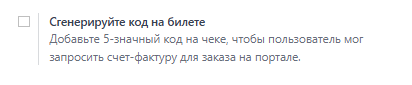 Сгенерируйте код на билете
Добавьте 5-значный код на чеке, чтобы пользователь мог
запросить счет-фактуру для заказа на портале.